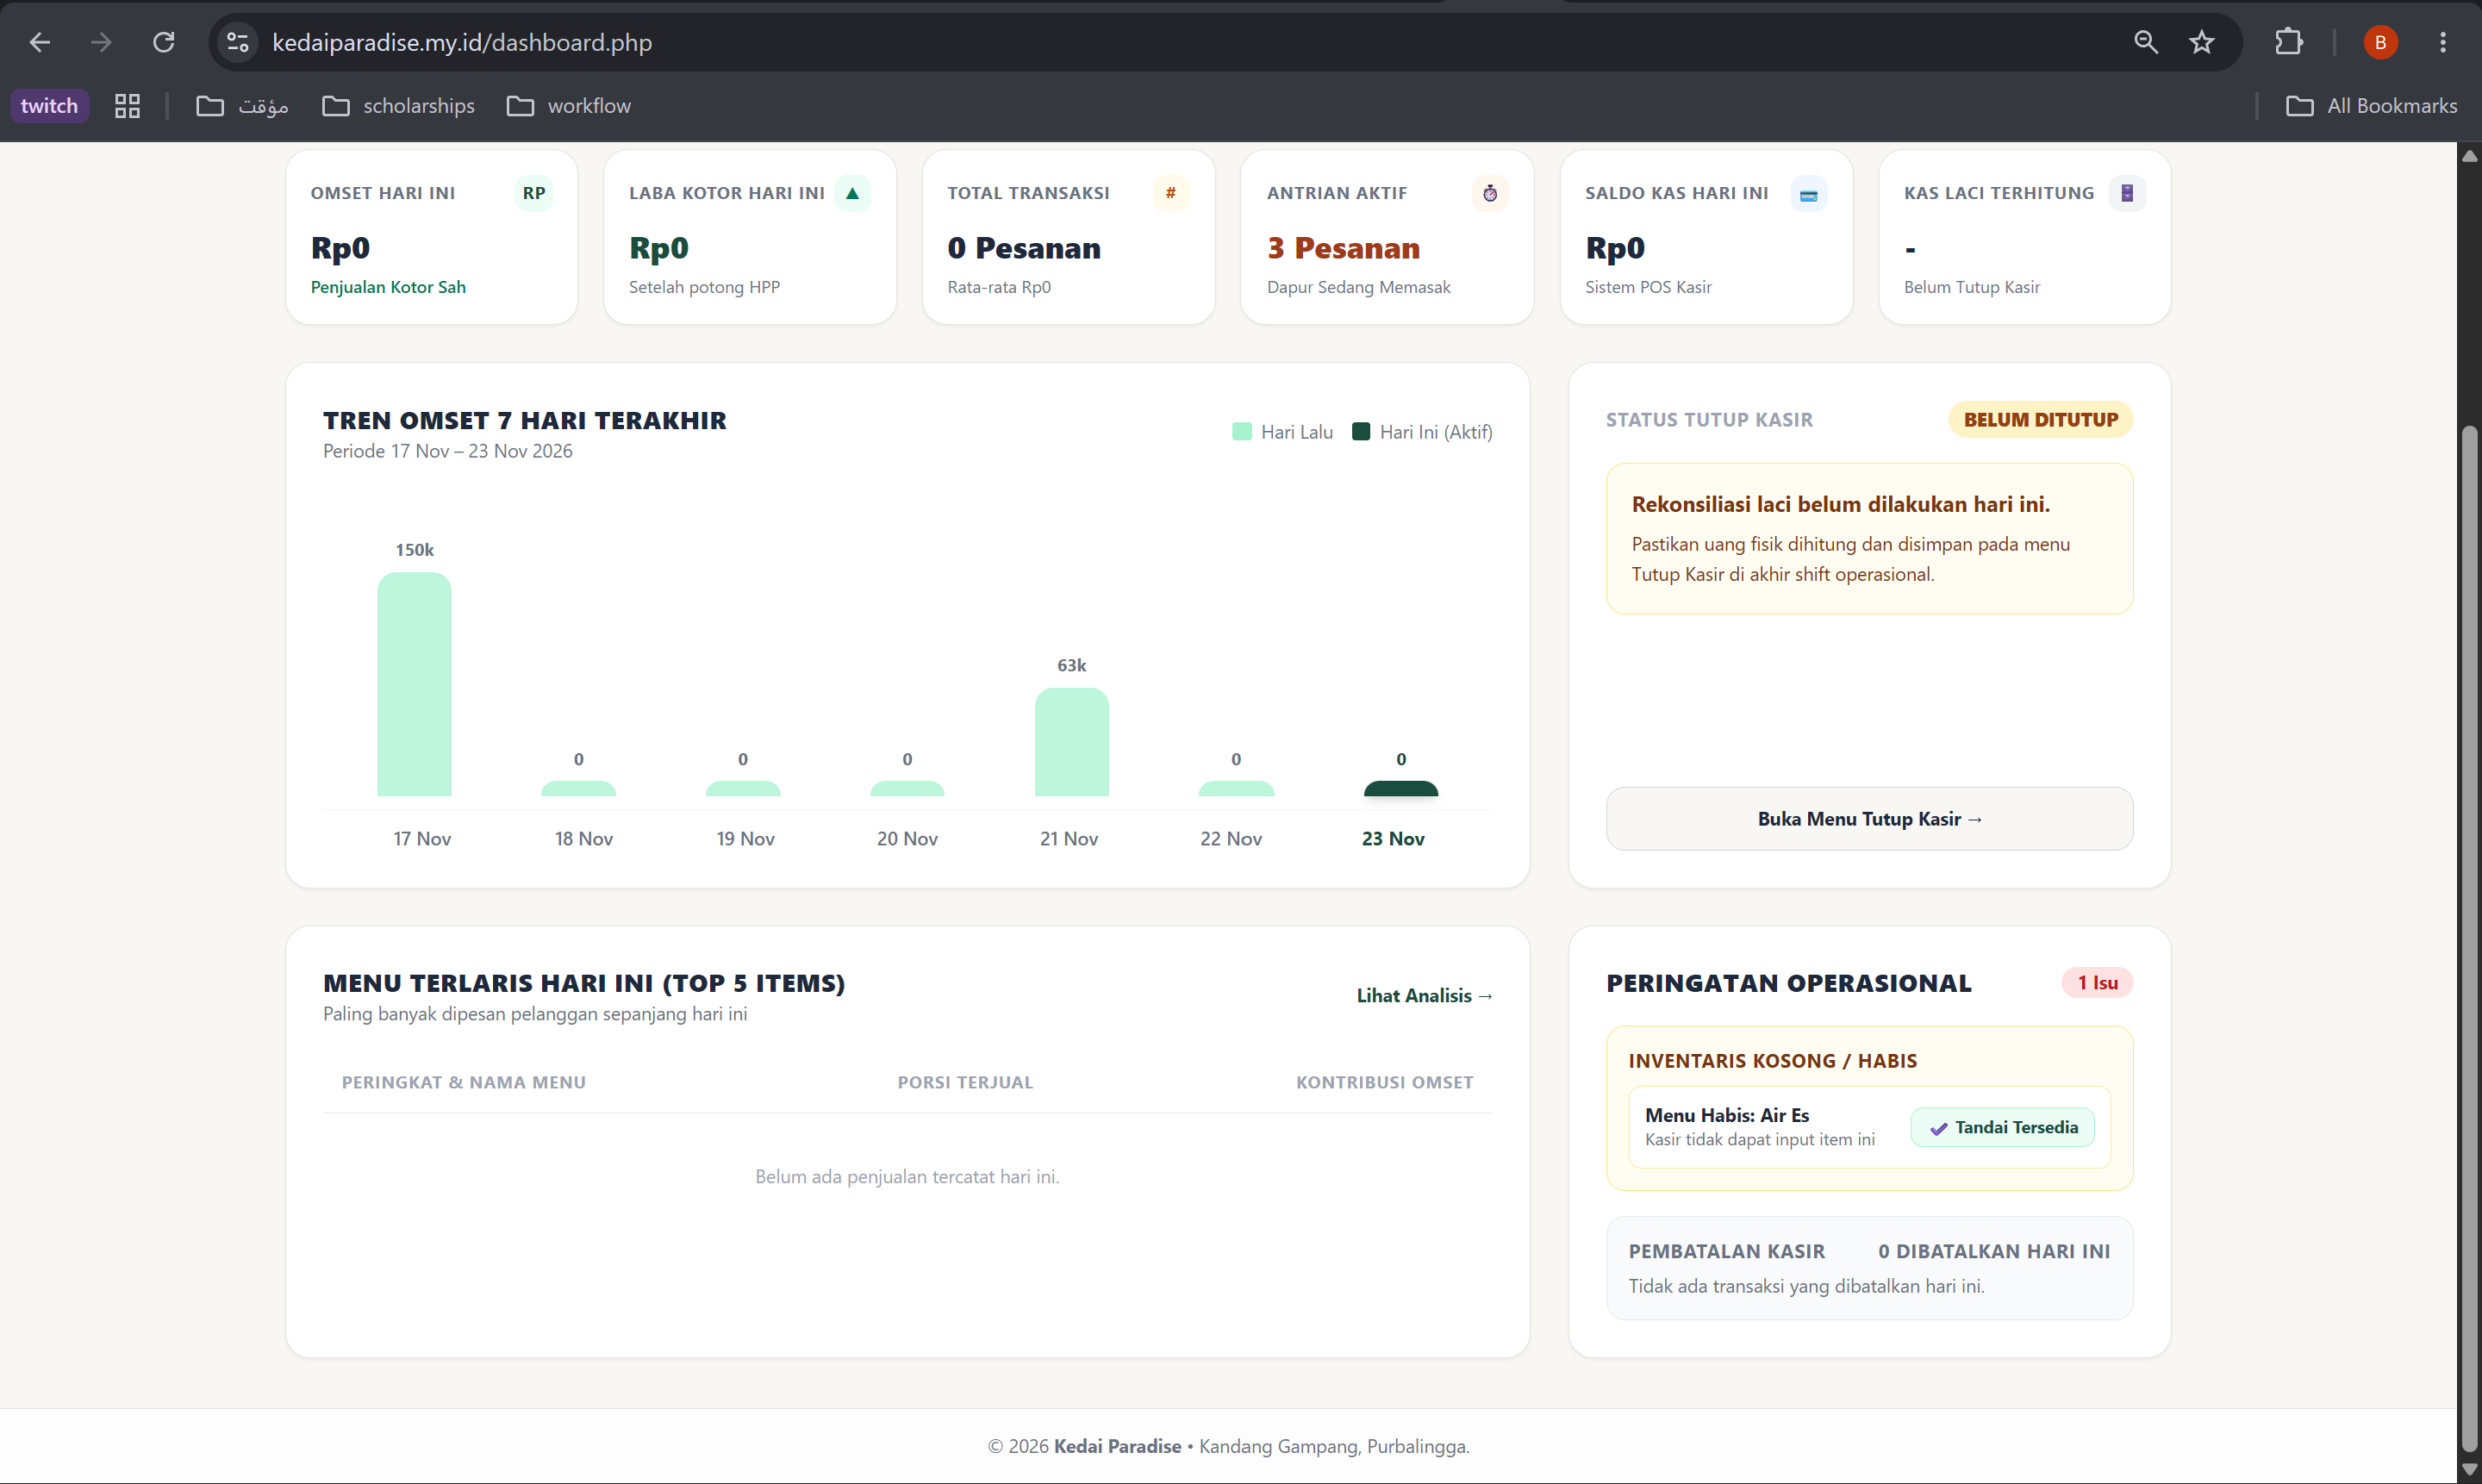 kedaiparadise.my.id/dashboard.php
B
twitch
مؤقت
scholarships
workflow
All Bookmarks
OMSET HARI INI
RP
Rp0
Penjualan Kotor Sah
LABA KOTOR HARI INI
▲
Rp0
Setelah potong HPP
TOTAL TRANSAKSI
#
0 Pesanan
Rata-rata Rp0
ANTRIAN AKTIF
3 Pesanan
Dapur Sedang Memasak
SALDO KAS HARI INI
Rp0
Sistem POS Kasir
KAS LACI TERHITUNG
-
Belum Tutup Kasir
TREN OMSET 7 HARI TERAKHIR
Periode 17 Nov – 23 Nov 2026
Hari Lalu
Hari Ini (Aktif)
150k
0
0
0
63k
0
0
17 Nov
18 Nov
19 Nov
20 Nov
21 Nov
22 Nov
23 Nov
STATUS TUTUP KASIR
BELUM DITUTUP
Rekonsiliasi laci belum dilakukan hari ini.
Pastikan uang fisik dihitung dan disimpan pada menu
Tutup Kasir di akhir shift operasional.
Buka Menu Tutup Kasir →
MENU TERLARIS HARI INI (TOP 5 ITEMS)
Paling banyak dipesan pelanggan sepanjang hari ini
Lihat Analisis →
PERINGKAT & NAMA MENU
PORSI TERJUAL
KONTRIBUSI OMSET
Belum ada penjualan tercatat hari ini.
PERINGATAN OPERASIONAL
1 Isu
INVENTARIS KOSONG / HABIS
Menu Habis: Air Es
Kasir tidak dapat input item ini
✔ Tandai Tersedia
PEMBATALAN KASIR
0 DIBATALKAN HARI INI
Tidak ada transaksi yang dibatalkan hari ini.
© 2026 Kedai Paradise • Kandang Gampang, Purbalingga.